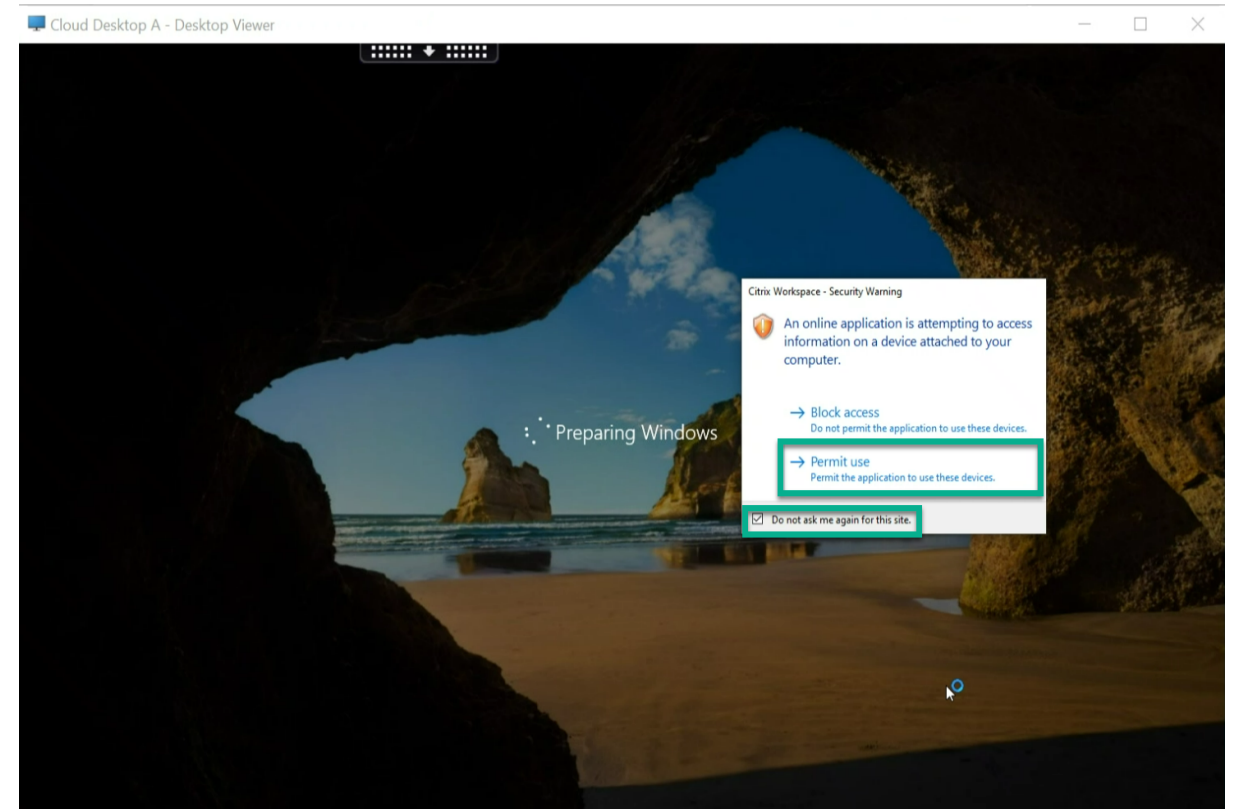 Cloud Desktop A - Desktop Viewer
Citrix Workspace - Security Warning
An online application is attempting to access
information on a device attached to your
computer.
Block access
Do not permit the application to use these devices.
Preparing Windows
Permit use
Permit the application to use these devices.
Do not ask me again for this site.